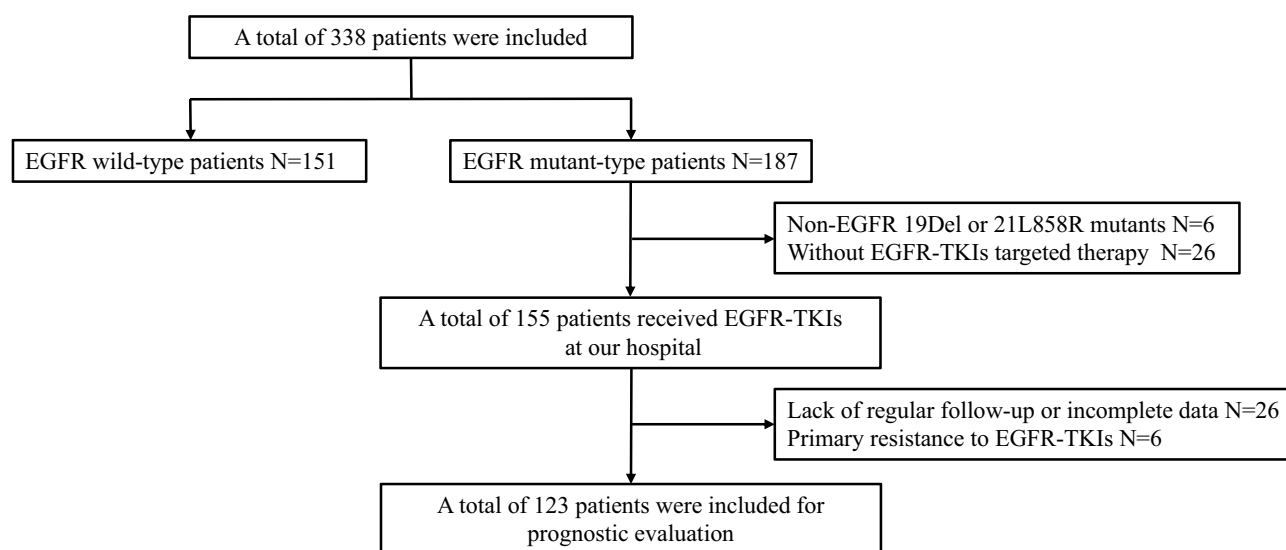 A total of 338 patients were included
EGFR wild-type patients N=151
EGFR mutant-type patients N=187
Non-EGFR 19Del or 21L858R mutants N=6
Without EGFR-TKIs targeted therapy N=26
A total of 155 patients received EGFR-TKIs
at our hospital
Lack of regular follow-up or incomplete data N=26
Primary resistance to EGFR-TKIs N=6
A total of 123 patients were included for
prognostic evaluation